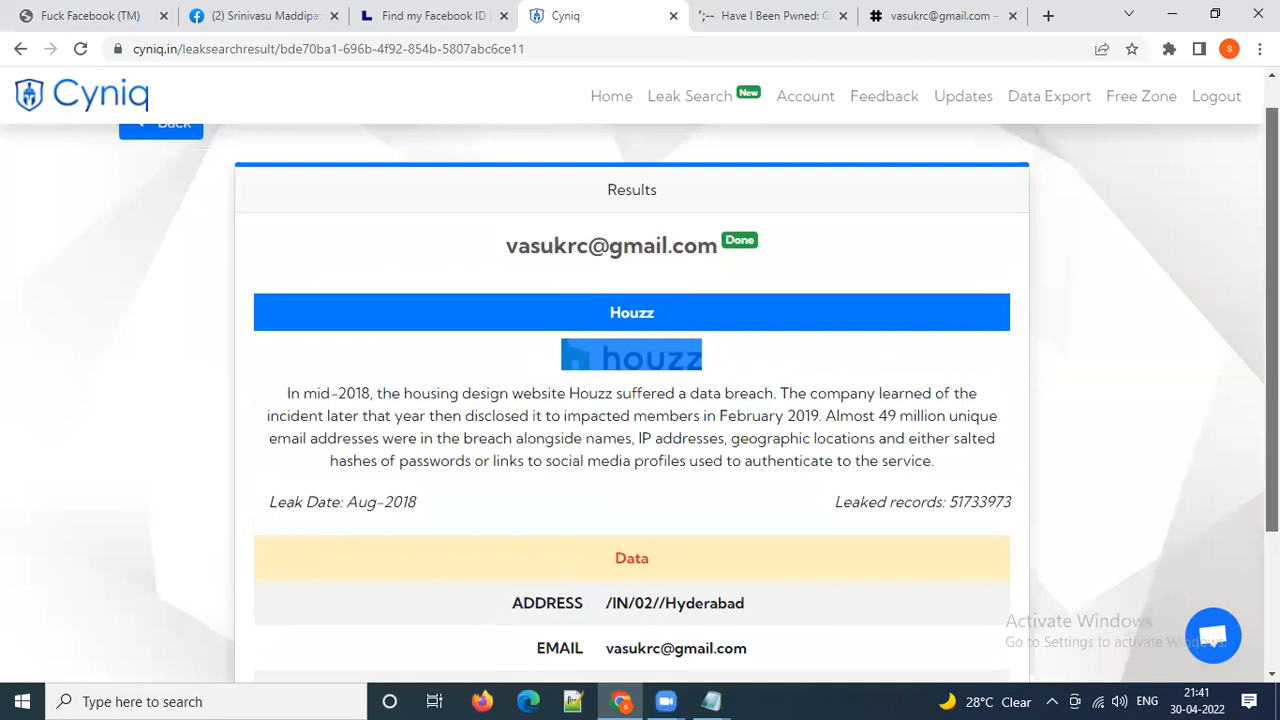 Fuck Facebook (TM)
(2) Srinivasu Maddipat
Find my Facebook ID |
Cyniq
Have I Been Pwned: C
vasukrc@gmail.com –
cyniq.in/leaksearchresult/bde70ba1-696b-4f92-854b-5807abc6ce11
S
Cyniq
Home Leak Search New Account Feedback Updates Data Export Free Zone Logout
Back
Results
vasukrc@gmail.com Done
Houzz
houzz
In mid-2018, the housing design website Houzz suffered a data breach. The company learned of the
incident later that year then disclosed it to impacted members in February 2019. Almost 49 million unique
email addresses were in the breach alongside names, IP addresses, geographic locations and either salted
hashes of passwords or links to social media profiles used to authenticate to the service.
Leak Date: Aug-2018 Leaked records: 51733973
Data
ADDRESS /IN/02//Hyderabad
Activate Windows
Go to Settings to activate Windows.
EMAIL vasukrc@gmail.com
Type here to search
28°C Clear
ENG
21:41
30-04-2022